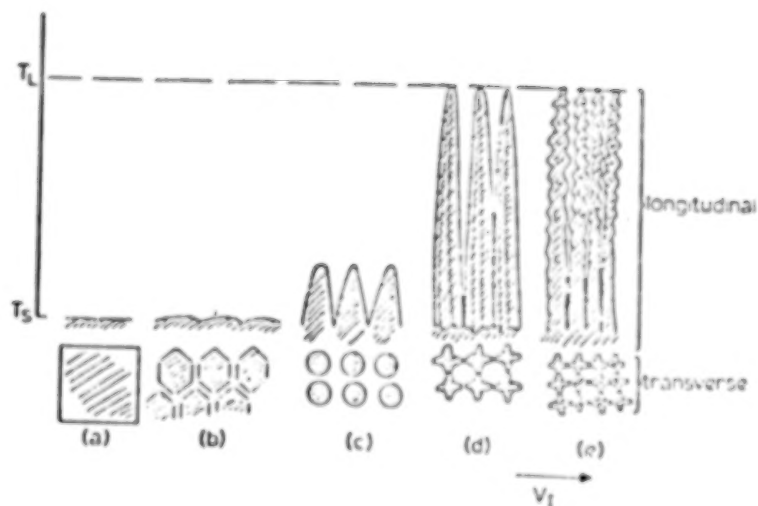 T_L
longitudinal
T_S
transverse
(a) (b) (c) (d) (e)
V_I